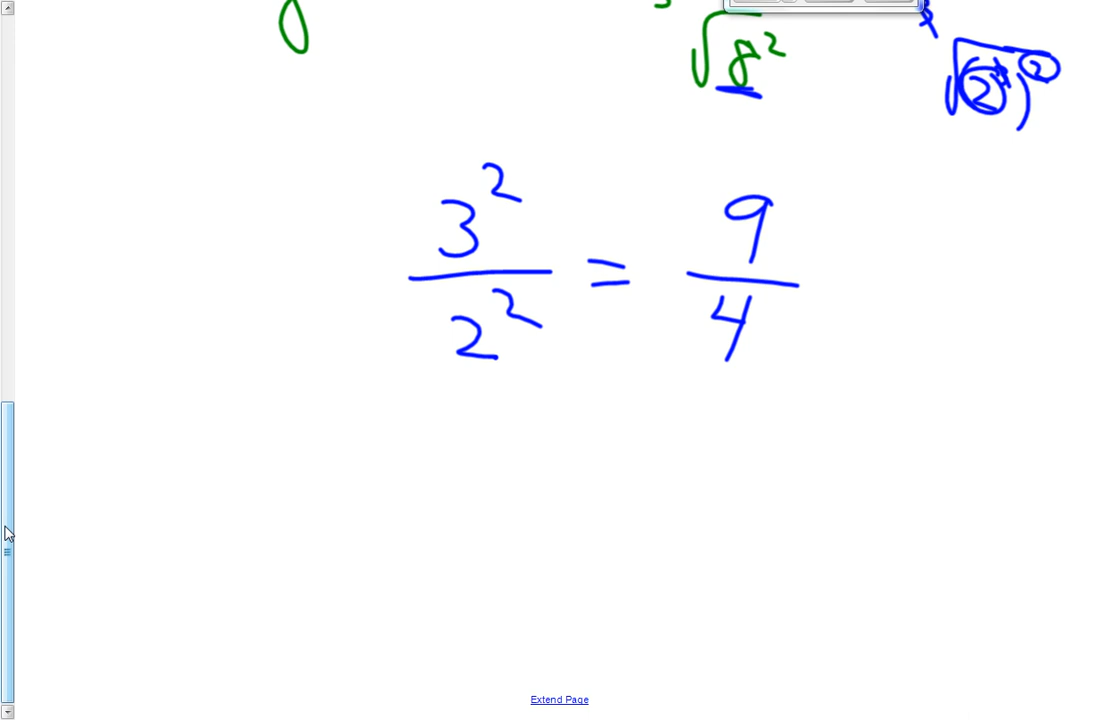 √8²
3² / 2² = 9 / 4
Extend Page